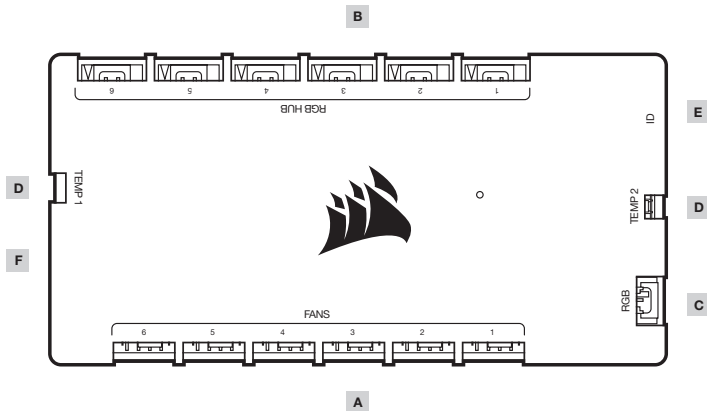 B
6 5 4 3 2 1
RGB HUB
E
ID
D
TEMP 1
TEMP 2
D
F
RGB
C
FANS
6 5 4 3 2 1
A